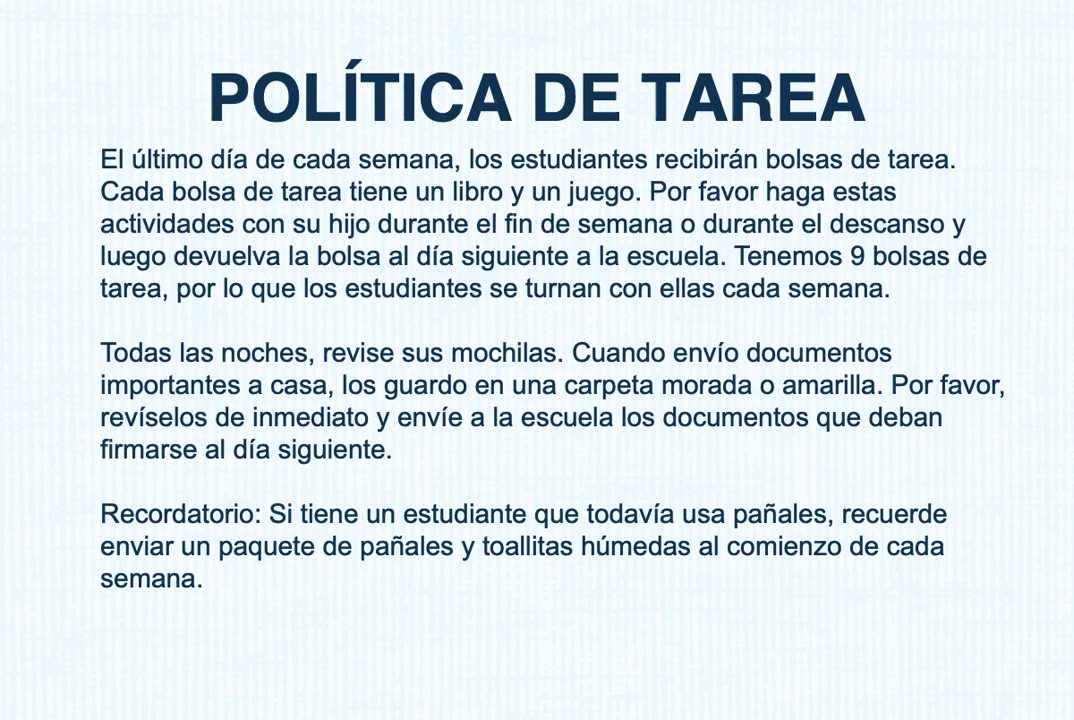 POLÍTICA DE TAREA
El último día de cada semana, los estudiantes recibirán bolsas de tarea.
Cada bolsa de tarea tiene un libro y un juego. Por favor haga estas
actividades con su hijo durante el fin de semana o durante el descanso y
luego devuelva la bolsa al día siguiente a la escuela. Tenemos 9 bolsas de
tarea, por lo que los estudiantes se turnan con ellas cada semana.
Todas las noches, revise sus mochilas. Cuando envío documentos
importantes a casa, los guardo en una carpeta morada o amarilla. Por favor,
revíselos de inmediato y envíe a la escuela los documentos que deban
firmarse al día siguiente.
Recordatorio: Si tiene un estudiante que todavía usa pañales, recuerde
enviar un paquete de pañales y toallitas húmedas al comienzo de cada
semana.